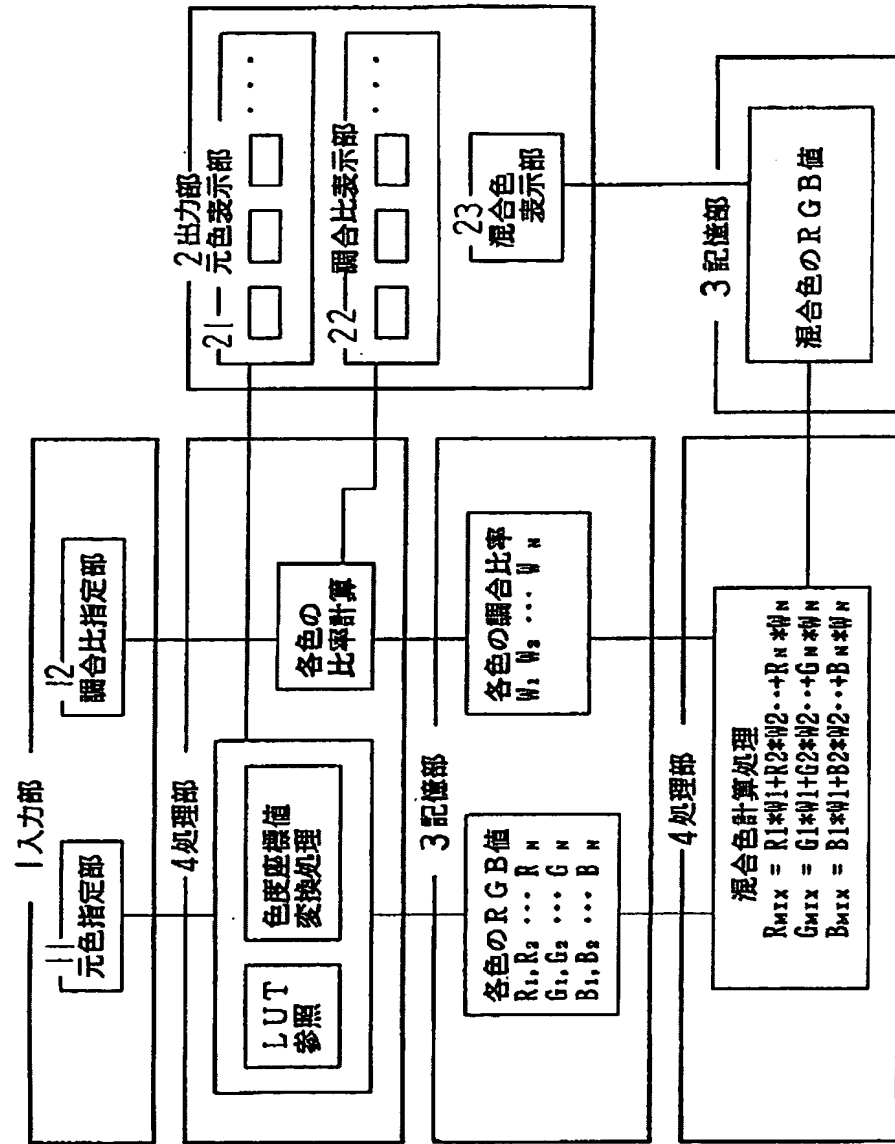 1 入力部
11
元色指定部
12
調合比指定部
4 処理部
LUT
参照
色度座標値
変換処理
各色の
比率計算
3 記憶部
各色のRGB値
R1,R2 ··· RN
G1,G2 ··· GN
B1,B2 ··· BN
各色の調合比率
W1 W2 ··· WN
4 処理部
混合色計算処理
RMIX = R1*W1+R2*W2··+RN*WN
GMIX = G1*W1+G2*W2··+GN*WN
BMIX = B1*W1+B2*W2··+BN*WN
2 出力部
21 元色表示部
· · ·
22 調合比表示部
· · ·
23
混合色
表示部
3 記憶部
混合色のRGB値